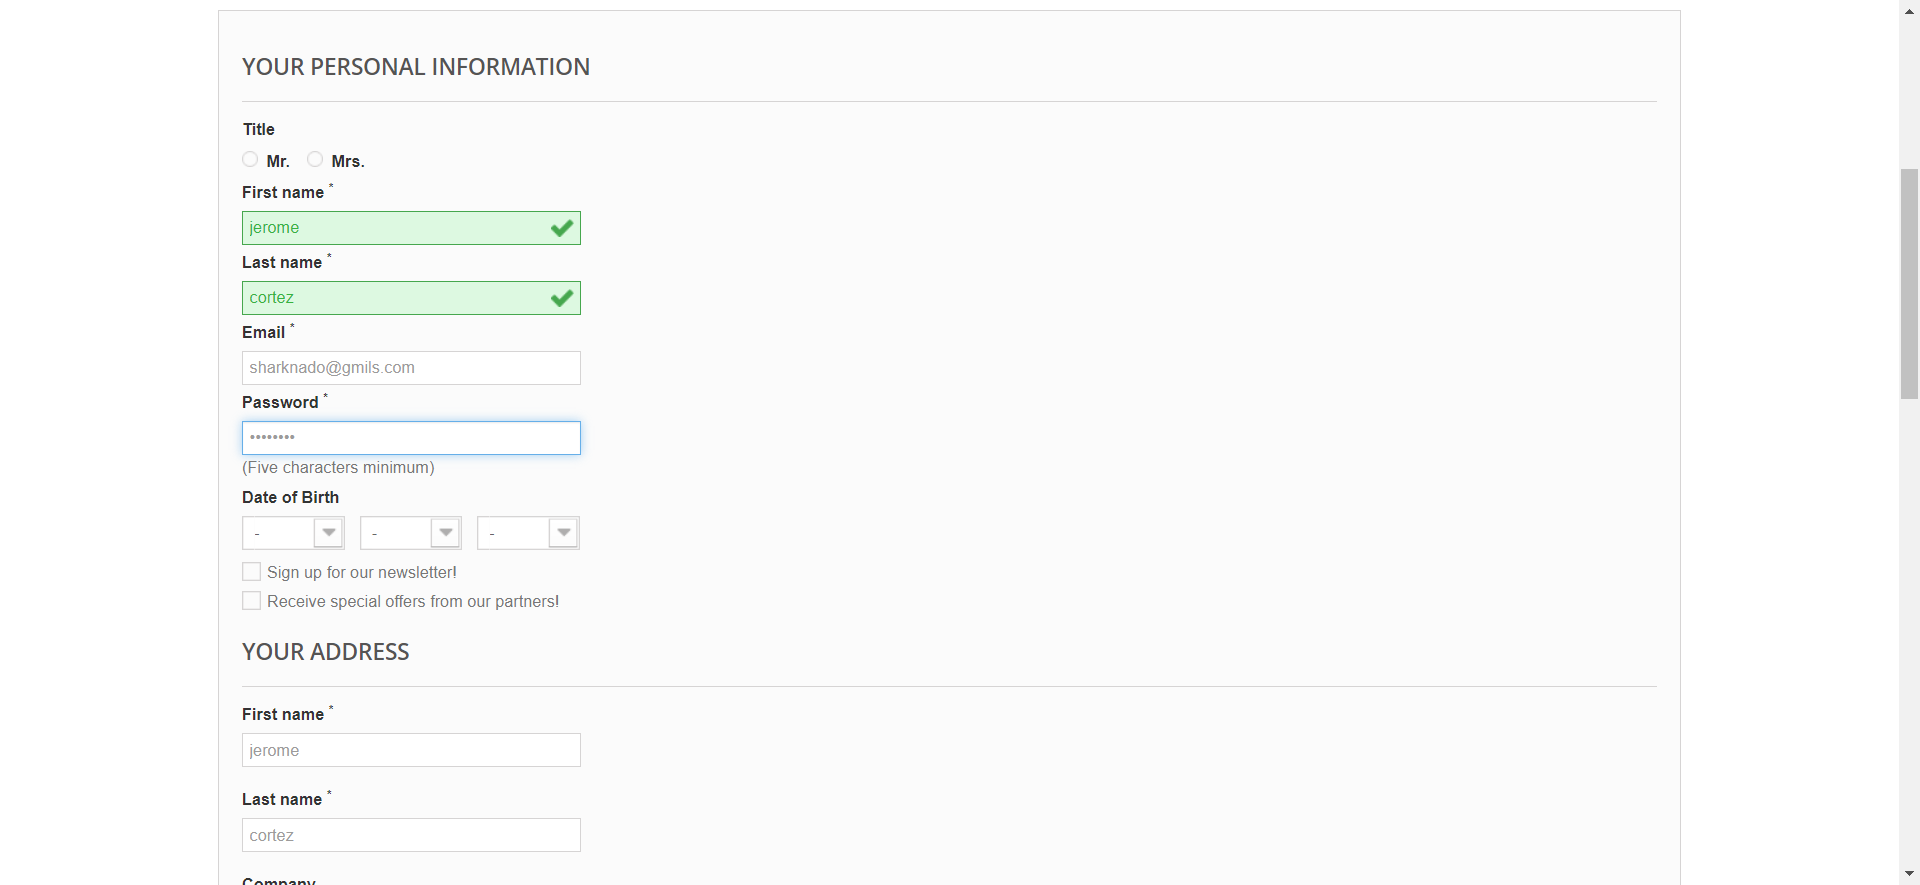 YOUR PERSONAL INFORMATION
Title
Mr. Mrs.
First name *
jerome
Last name *
cortez
Email *
sharknado@gmils.com
Password *
••••••••
(Five characters minimum)
Date of Birth
- - -
Sign up for our newsletter!
Receive special offers from our partners!
YOUR ADDRESS
First name *
jerome
Last name *
cortez
Company